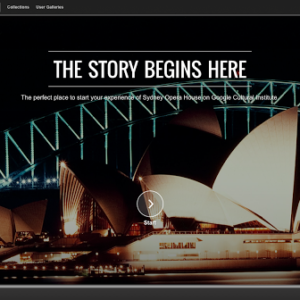 Collections User Galleries
THE STORY BEGINS HERE
The perfect place to start your experience of Sydney Opera House on Google Cultural Institute.
Start